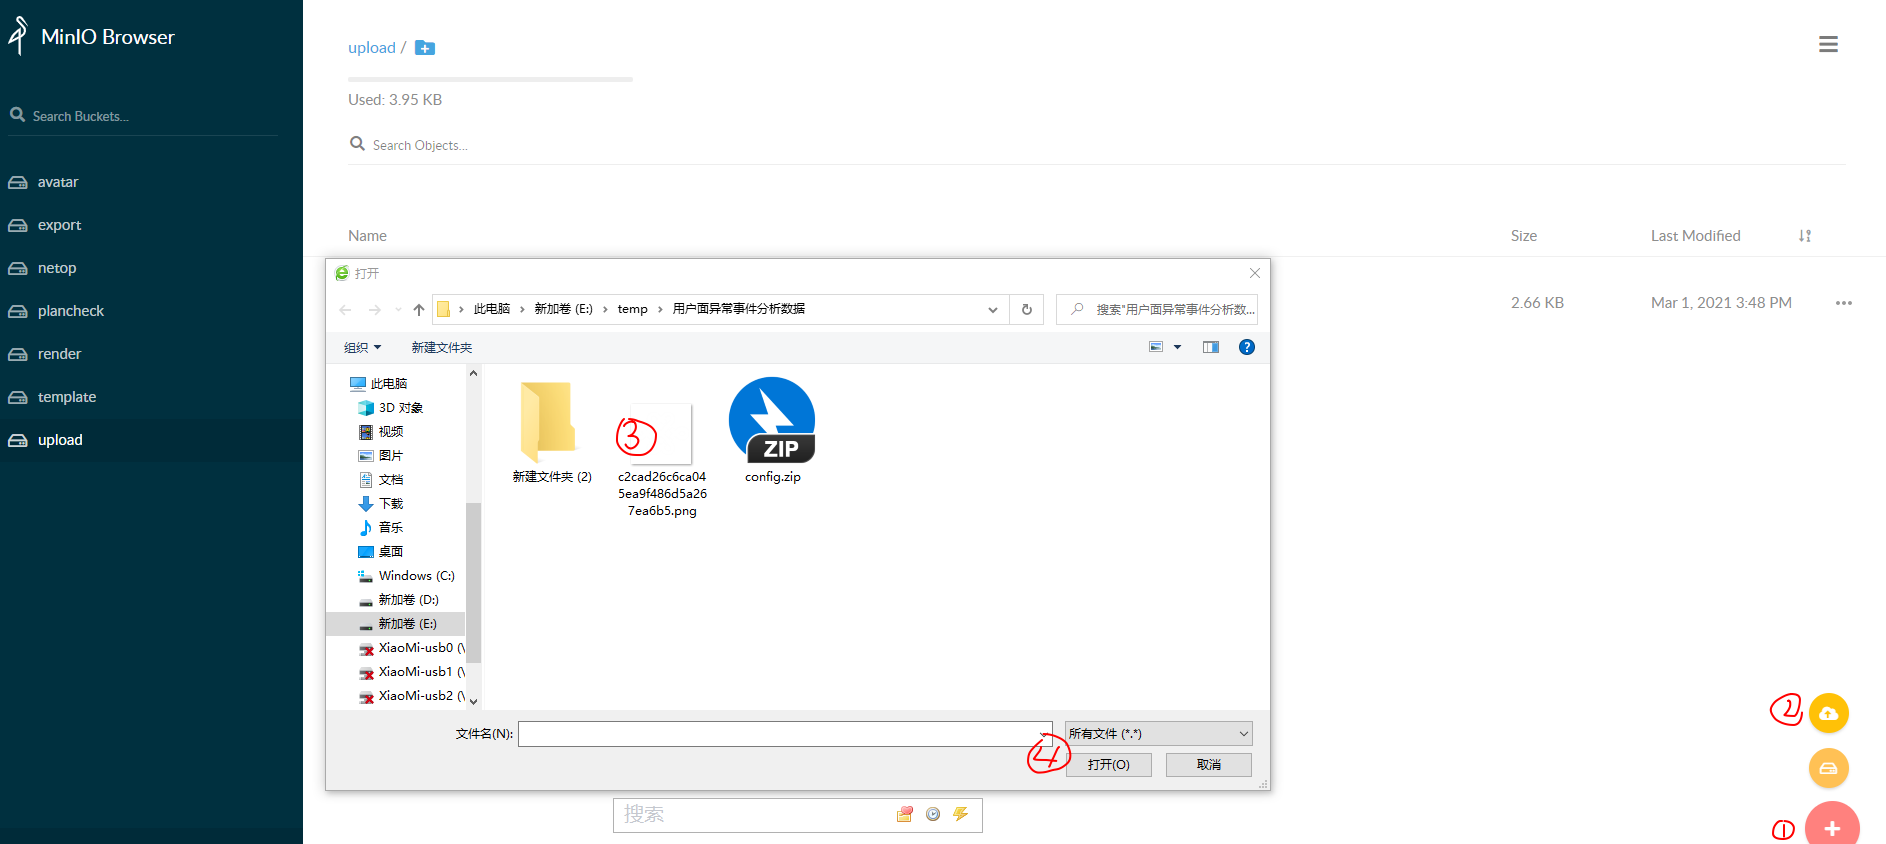 MinIO Browser
Search Buckets...
avatar
export
netop
plancheck
render
template
upload
upload /
Used: 3.95 KB
Search Objects...
Name Size Last Modified
2.66 KB Mar 1, 2021 3:48 PM
打开
此电脑 › 新加卷 (E:) › temp › 用户面异常事件分析数据
搜索"用户面异常事件分析数...
组织 新建文件夹
此电脑
3D 对象
视频
图片
文档
下载
音乐
桌面
Windows (C:)
新加卷 (D:)
新加卷 (E:)
XiaoMi-usb0 (\
XiaoMi-usb1 (\
XiaoMi-usb2 (\
③
新建文件夹 (2)
c2cad26c6ca04
5ea9f486d5a26
7ea6b5.png
ZIP
config.zip
文件名(N):
所有文件 (*.*)
④
打开(O) 取消
搜索
②
①